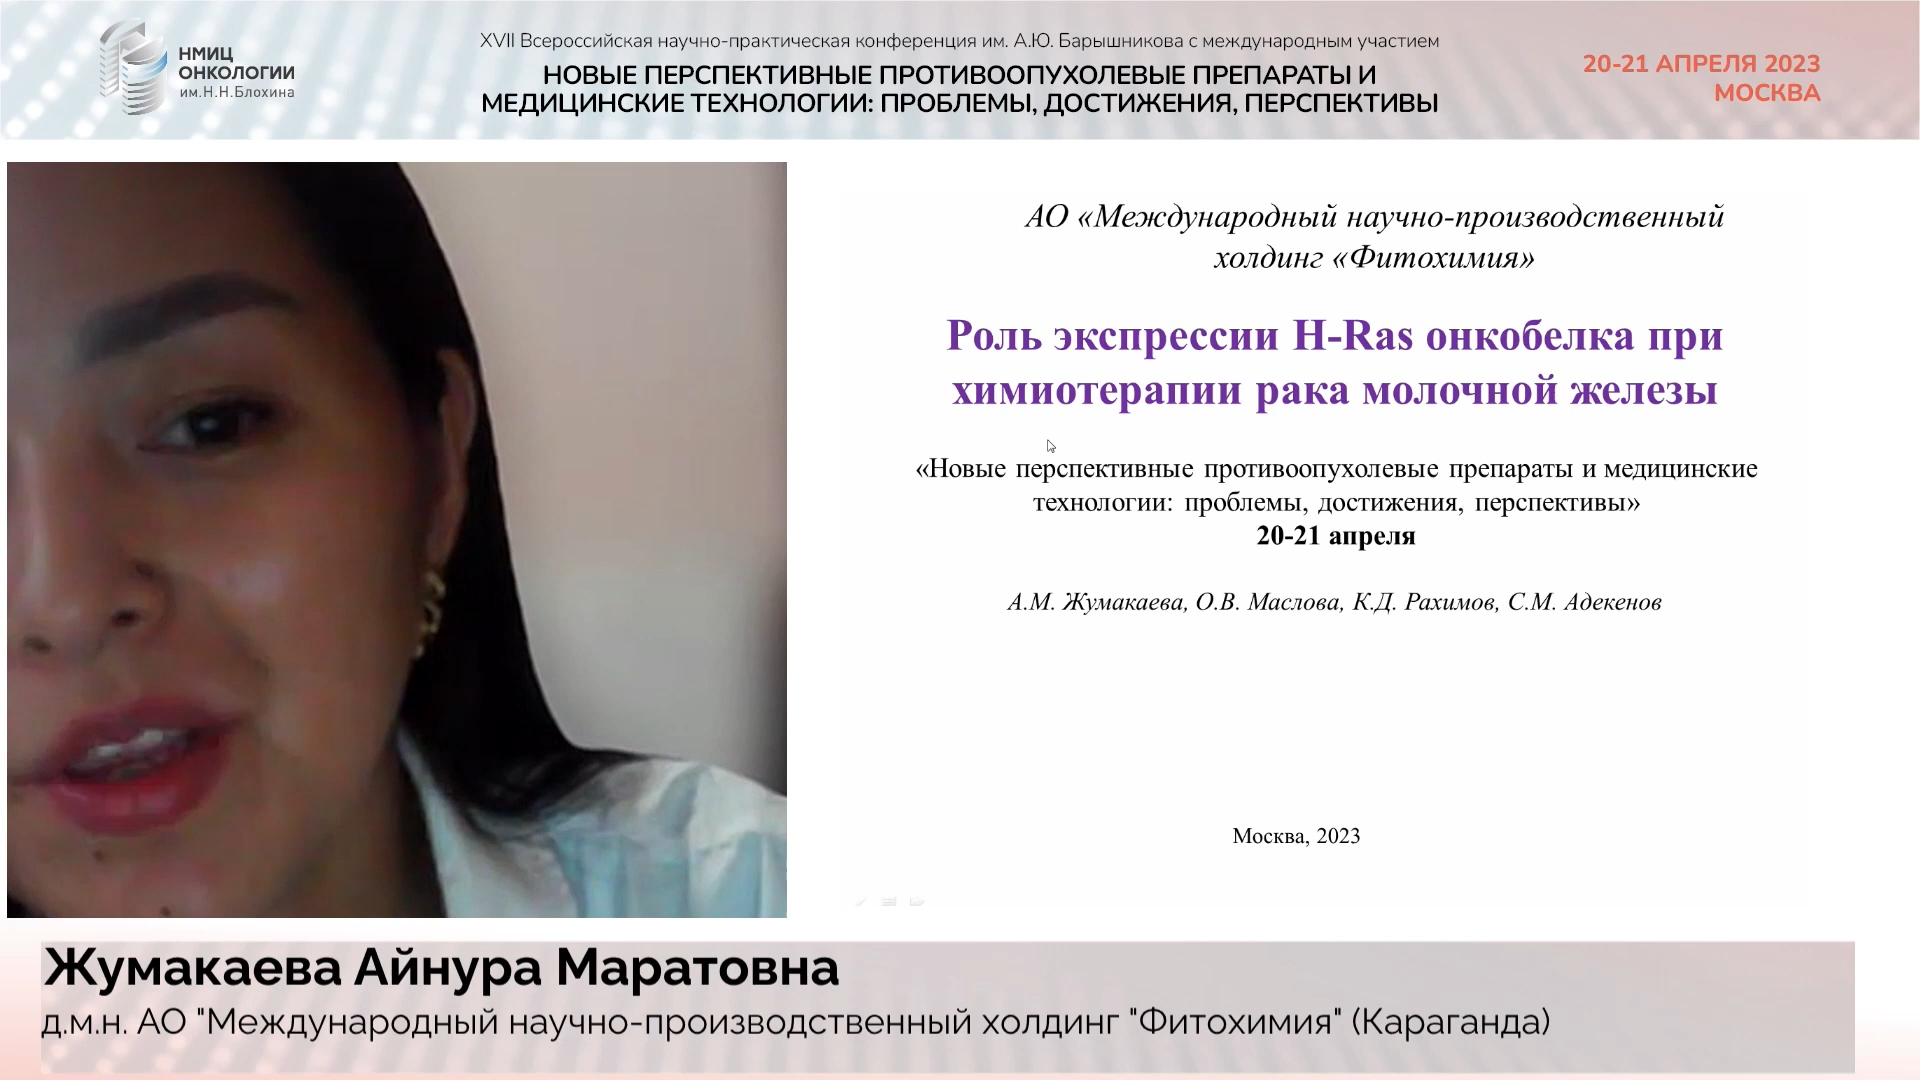 НМИЦ
ОНКОЛОГИИ
им.Н.Н.Блохина
XVII Всероссийская научно-практическая конференция им. А.Ю. Барышникова с международным участием
НОВЫЕ ПЕРСПЕКТИВНЫЕ ПРОТИВООПУХОЛЕВЫЕ ПРЕПАРАТЫ И
МЕДИЦИНСКИЕ ТЕХНОЛОГИИ: ПРОБЛЕМЫ, ДОСТИЖЕНИЯ, ПЕРСПЕКТИВЫ
20-21 АПРЕЛЯ 2023
МОСКВА
АО «Международный научно-производственный
холдинг «Фитохимия»
Роль экспрессии H-Ras онкобелка при
химиотерапии рака молочной железы
«Новые перспективные противоопухолевые препараты и медицинские
технологии: проблемы, достижения, перспективы»
20-21 апреля
А.М. Жумакаева, О.В. Маслова, К.Д. Рахимов, С.М. Адекенов
Москва, 2023
Жумакаева Айнура Маратовна
д.м.н. АО "Международный научно-производственный холдинг "Фитохимия" (Караганда)